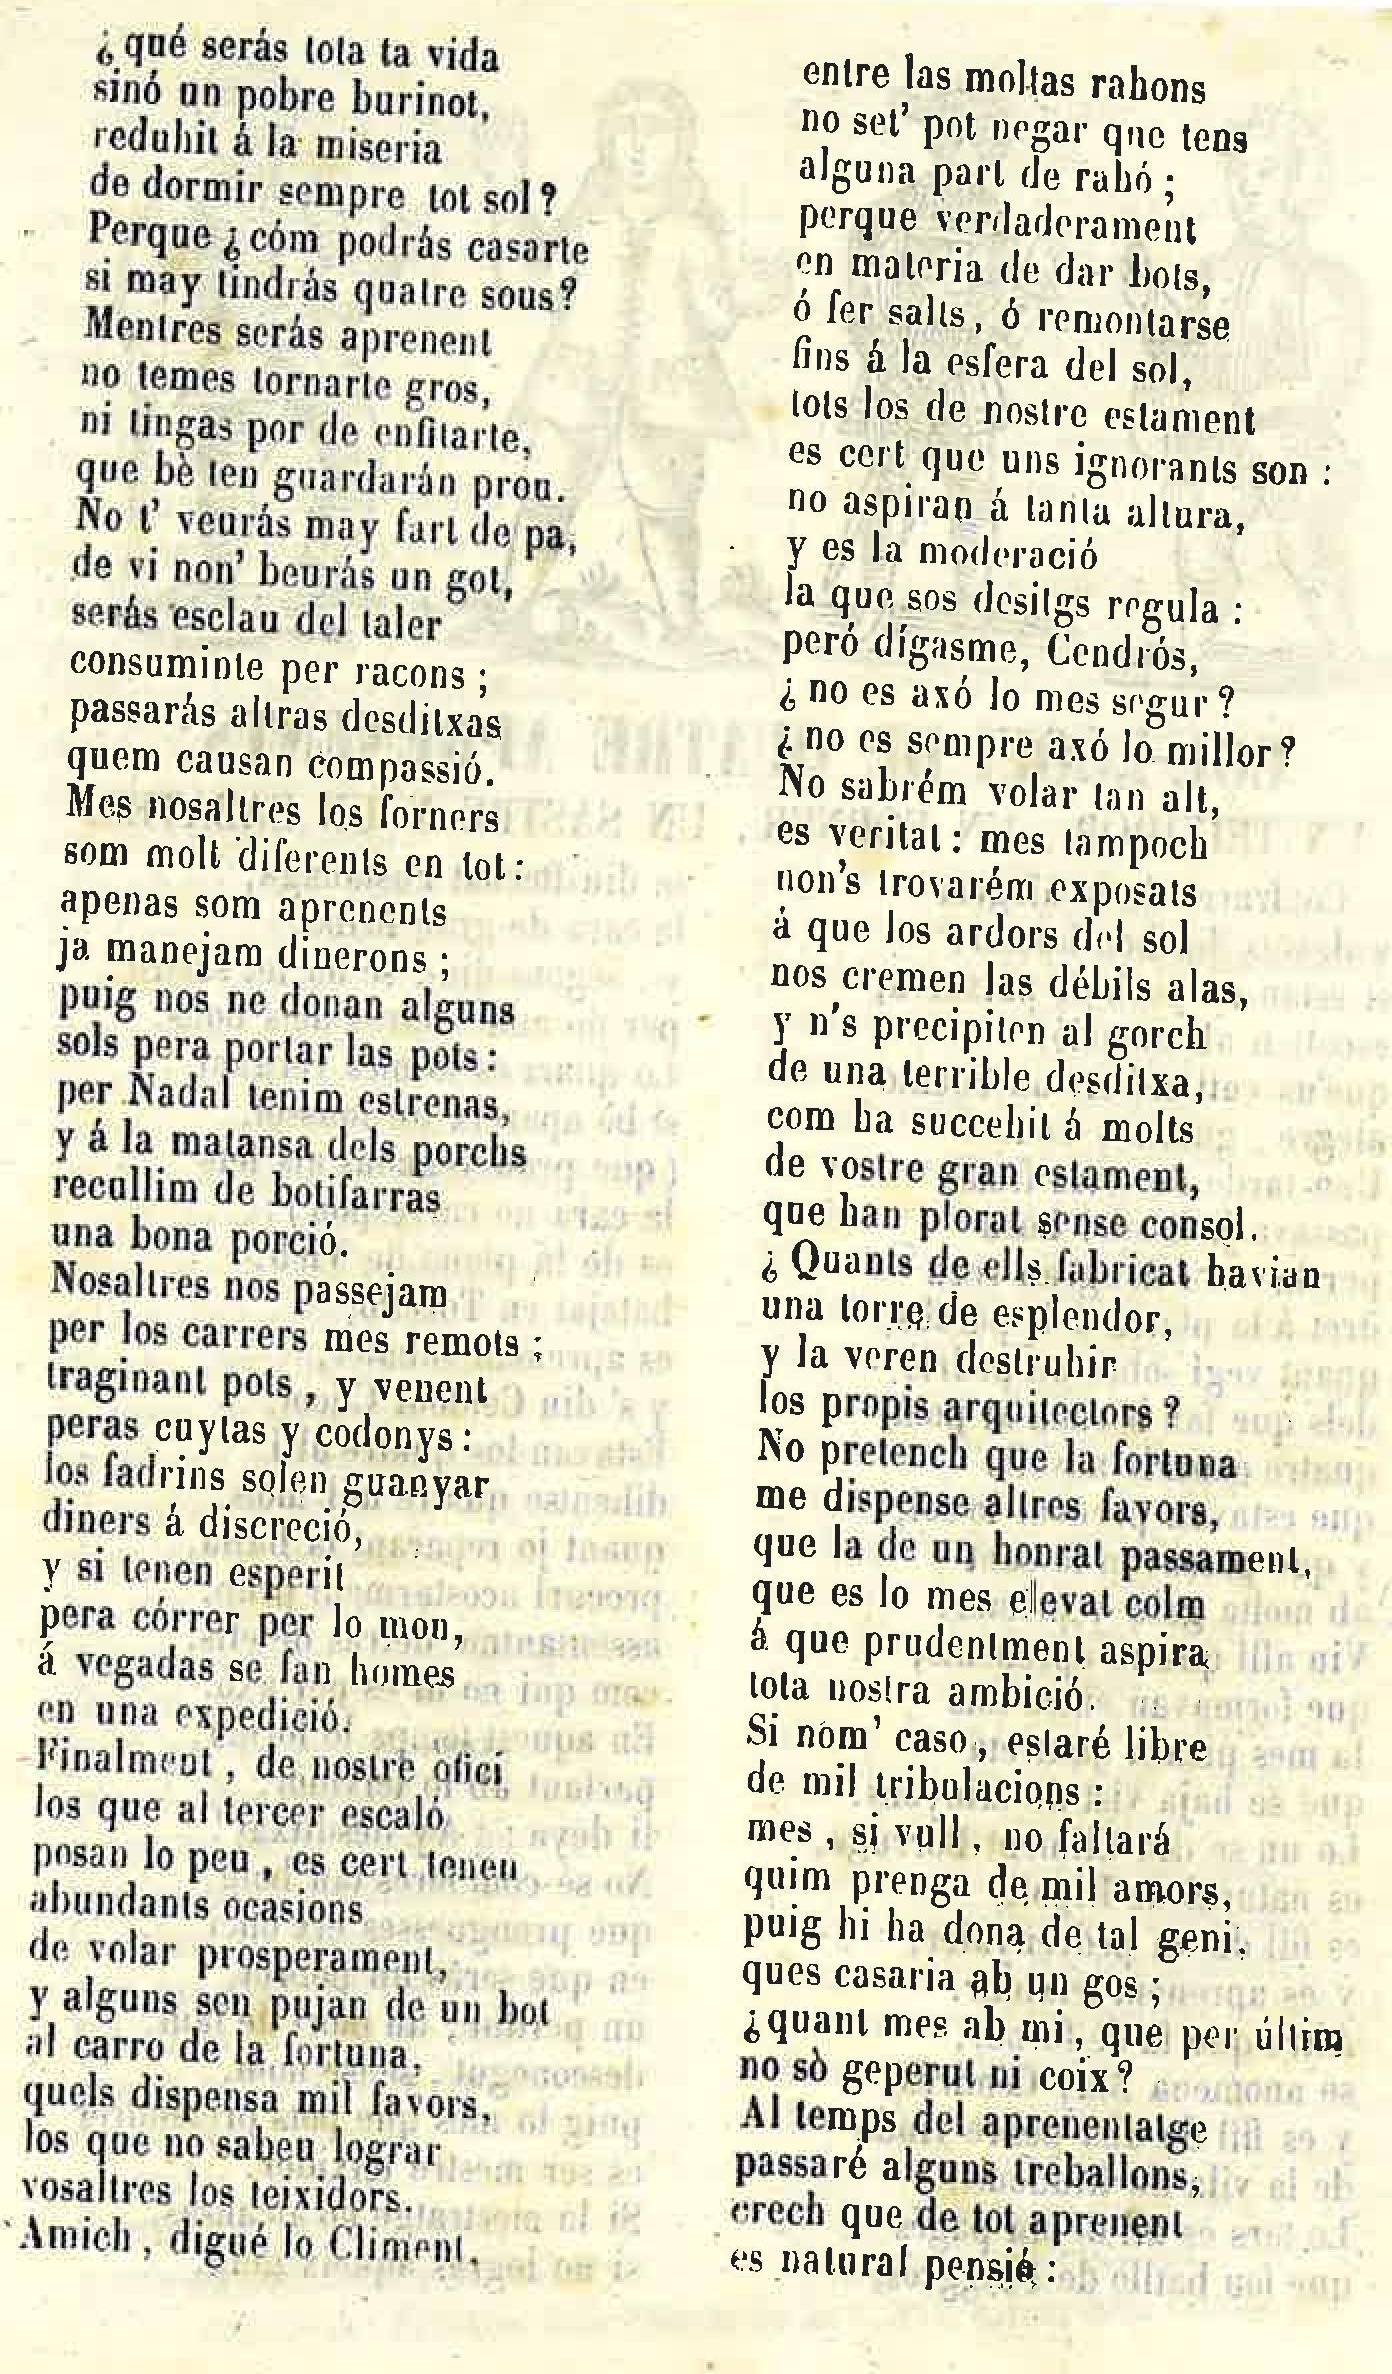 ¿qué serás tota ta vida
sinó un pobre burinot,
reduhit á la miseria
de dormir sempre tot sol?
Perque ¿cóm podrás casarte
si may tindrás quatre sous?
Mentres serás aprenent
no temes tornarte gros,
ni tingas por de enfitarte,
que bè ten guardarán prou.
No t' veurás may fart de pa,
de vi non' beurás un got,
serás esclau del taler
consuminte per racons;
passarás altras desditxas
quem causan compassió.
Mes nosaltres los forners
som molt diferents en tot:
apenas som aprenents
ja manejam dinerons;
puig nos ne donan alguns
sols pera portar las pots:
per Nadal tenim estrenas,
y á la matansa dels porchs
recullim de botifarras
una bona porció.
Nosaltres nos passejam
per los carrers mes remots;
traginant pots, y venent
peras cuytas y codonys:
los fadrins solen guanyar
diners á discreció,
y si tenen esperit
pera córrer per lo mon,
á vegadas se fan homes
en una expedició.
Finalment, de nostre ofici
los que al tercer escaló
posan lo peu, es cert tenen
abundants ocasions
de volar prosperament,
y alguns sen pujan de un bot
al carro de la fortuna,
quels dispensa mil favors,
los que no saben lograr
vosaltres los teixidors.
Amich, digué lo Climent,
entre las moltas rahons
no set' pot negar que tens
alguna part de rahó;
perque verdaderament
en materia de dar bots,
ó fer salts, ó remontarse
fins á la esfera del sol,
tots los de nostre estament
es cert que uns ignorants son:
no aspiran á tanta altura,
y es la moderació
la que sos desitgs regula:
peró dígasme, Cendrós,
¿no es axó lo mes segur?
¿no es sempre axó lo millor?
No sabrém volar tan alt,
es veritat: mes tampoch
non's trovarém exposats
á que los ardors del sol
nos cremen las débils alas,
y n's precipiten al gorch
de una terrible desditxa,
com ha succehit á molts
de vostre gran estament,
que han plorat sense consol.
¿Quants de ells fabricat havian
una torre de esplendor,
y la veren destruhir
los propis arquitectors?
No pretench que la fortuna
me dispense altres favors,
que la de un honrat passament,
que es lo mes ellevat colm
á que prudentment aspira
tota nostra ambició.
Si nom' caso, estaré libre
de mil tribulacions:
mes, si vull, no faltará
quim prenga de mil amors,
puig hi ha dona de tal geni,
ques casaria ab un gos;
¿quant mes ab mi, que per últim
no sò geperut ni coix?
Al temps del aprenentatge
passaré alguns treballons,
crech que de tot aprenent
es natural pensió: